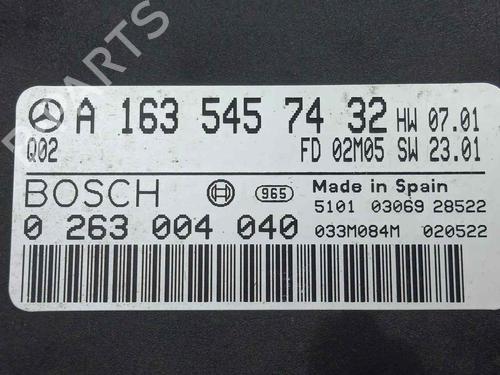 PARTS
A 163 545 74 32 HW 07.01
Q02 FD 02M05 SW 23.01
BOSCH 965 Made in Spain
5101 03069 28522
0 263 004 040 033M084M 020522